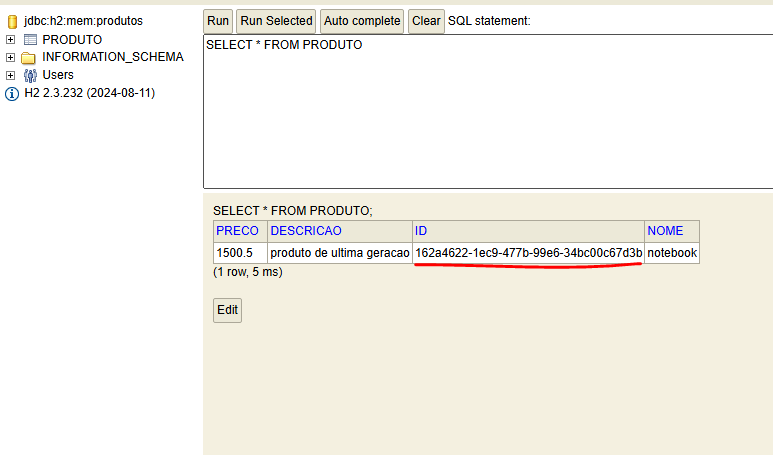 jdbc:h2:mem:produtos
PRODUTO
INFORMATION_SCHEMA
Users
H2 2.3.232 (2024-08-11)
Run Run Selected Auto complete Clear SQL statement:
SELECT * FROM PRODUTO
SELECT * FROM PRODUTO;
PRECO DESCRICAO ID NOME
1500.5 produto de ultima geracao 162a4622-1ec9-477b-99e6-34bc00c67d3b notebook
(1 row, 5 ms)
Edit